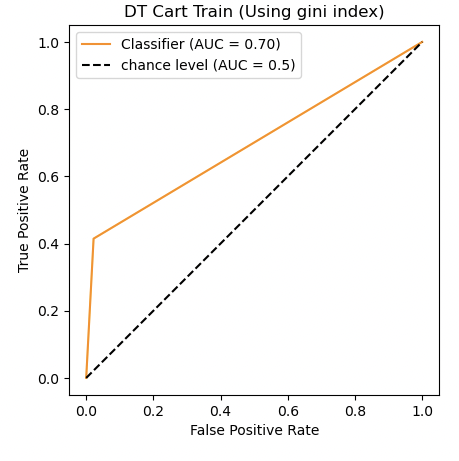 DT Cart Train (Using gini index)
Classifier (AUC = 0.70)
chance level (AUC = 0.5)
1.0
0.8
0.6
0.4
0.2
0.0
True Positive Rate
0.0 0.2 0.4 0.6 0.8 1.0
False Positive Rate